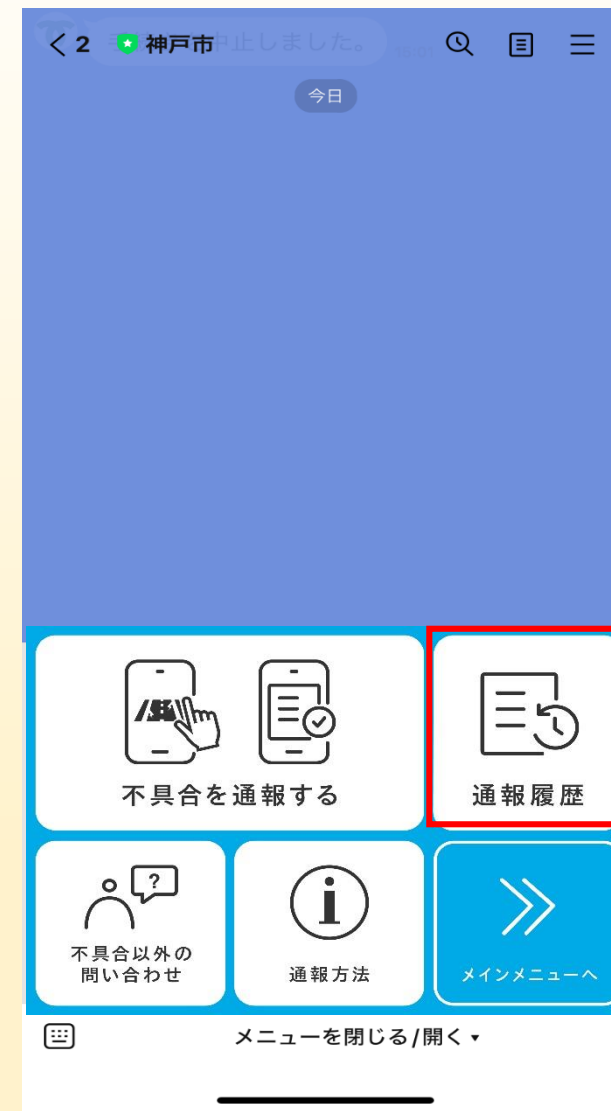 2 神戸市
止しました。
今日
不具合を通報する
通報履歴
?
不具合以外の
問い合わせ
i
通報方法
メインメニューへ
メニューを閉じる/開く▼